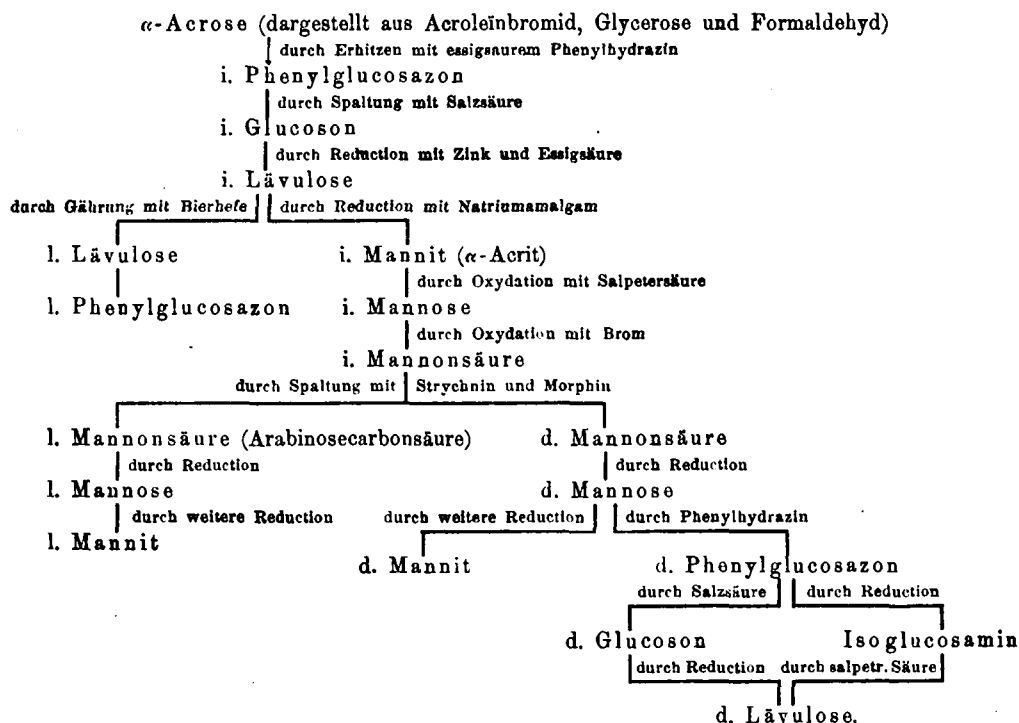 α-Acrose (dargestellt aus Acroleïnbromid, Glycerose und Formaldehyd)
durch Erhitzen mit essigsaurem Phenylhydrazin
i. Phenylglucosazon
durch Spaltung mit Salzsäure
i. Glucoson
durch Reduction mit Zink und Essigsäure
i. Lävulose
durch Gährung mit Bierhefe durch Reduction mit Natriumamalgam
l. Lävulose i. Mannit (α-Acrit)
durch Oxydation mit Salpetersäure
l. Phenylglucosazon i. Mannose
durch Oxydation mit Brom
i. Mannonsäure
durch Spaltung mit Strychnin und Morphin
l. Mannonsäure (Arabinosecarbonsäure) d. Mannonsäure
durch Reduction durch Reduction
l. Mannose d. Mannose
durch weitere Reduction durch weitere Reduction durch Phenylhydrazin
l. Mannit
d. Mannit d. Phenylglucosazon
durch Salzsäure durch Reduction
d. Glucoson Isoglucosamin
durch Reduction durch salpetr. Säure
d. Lävulose.